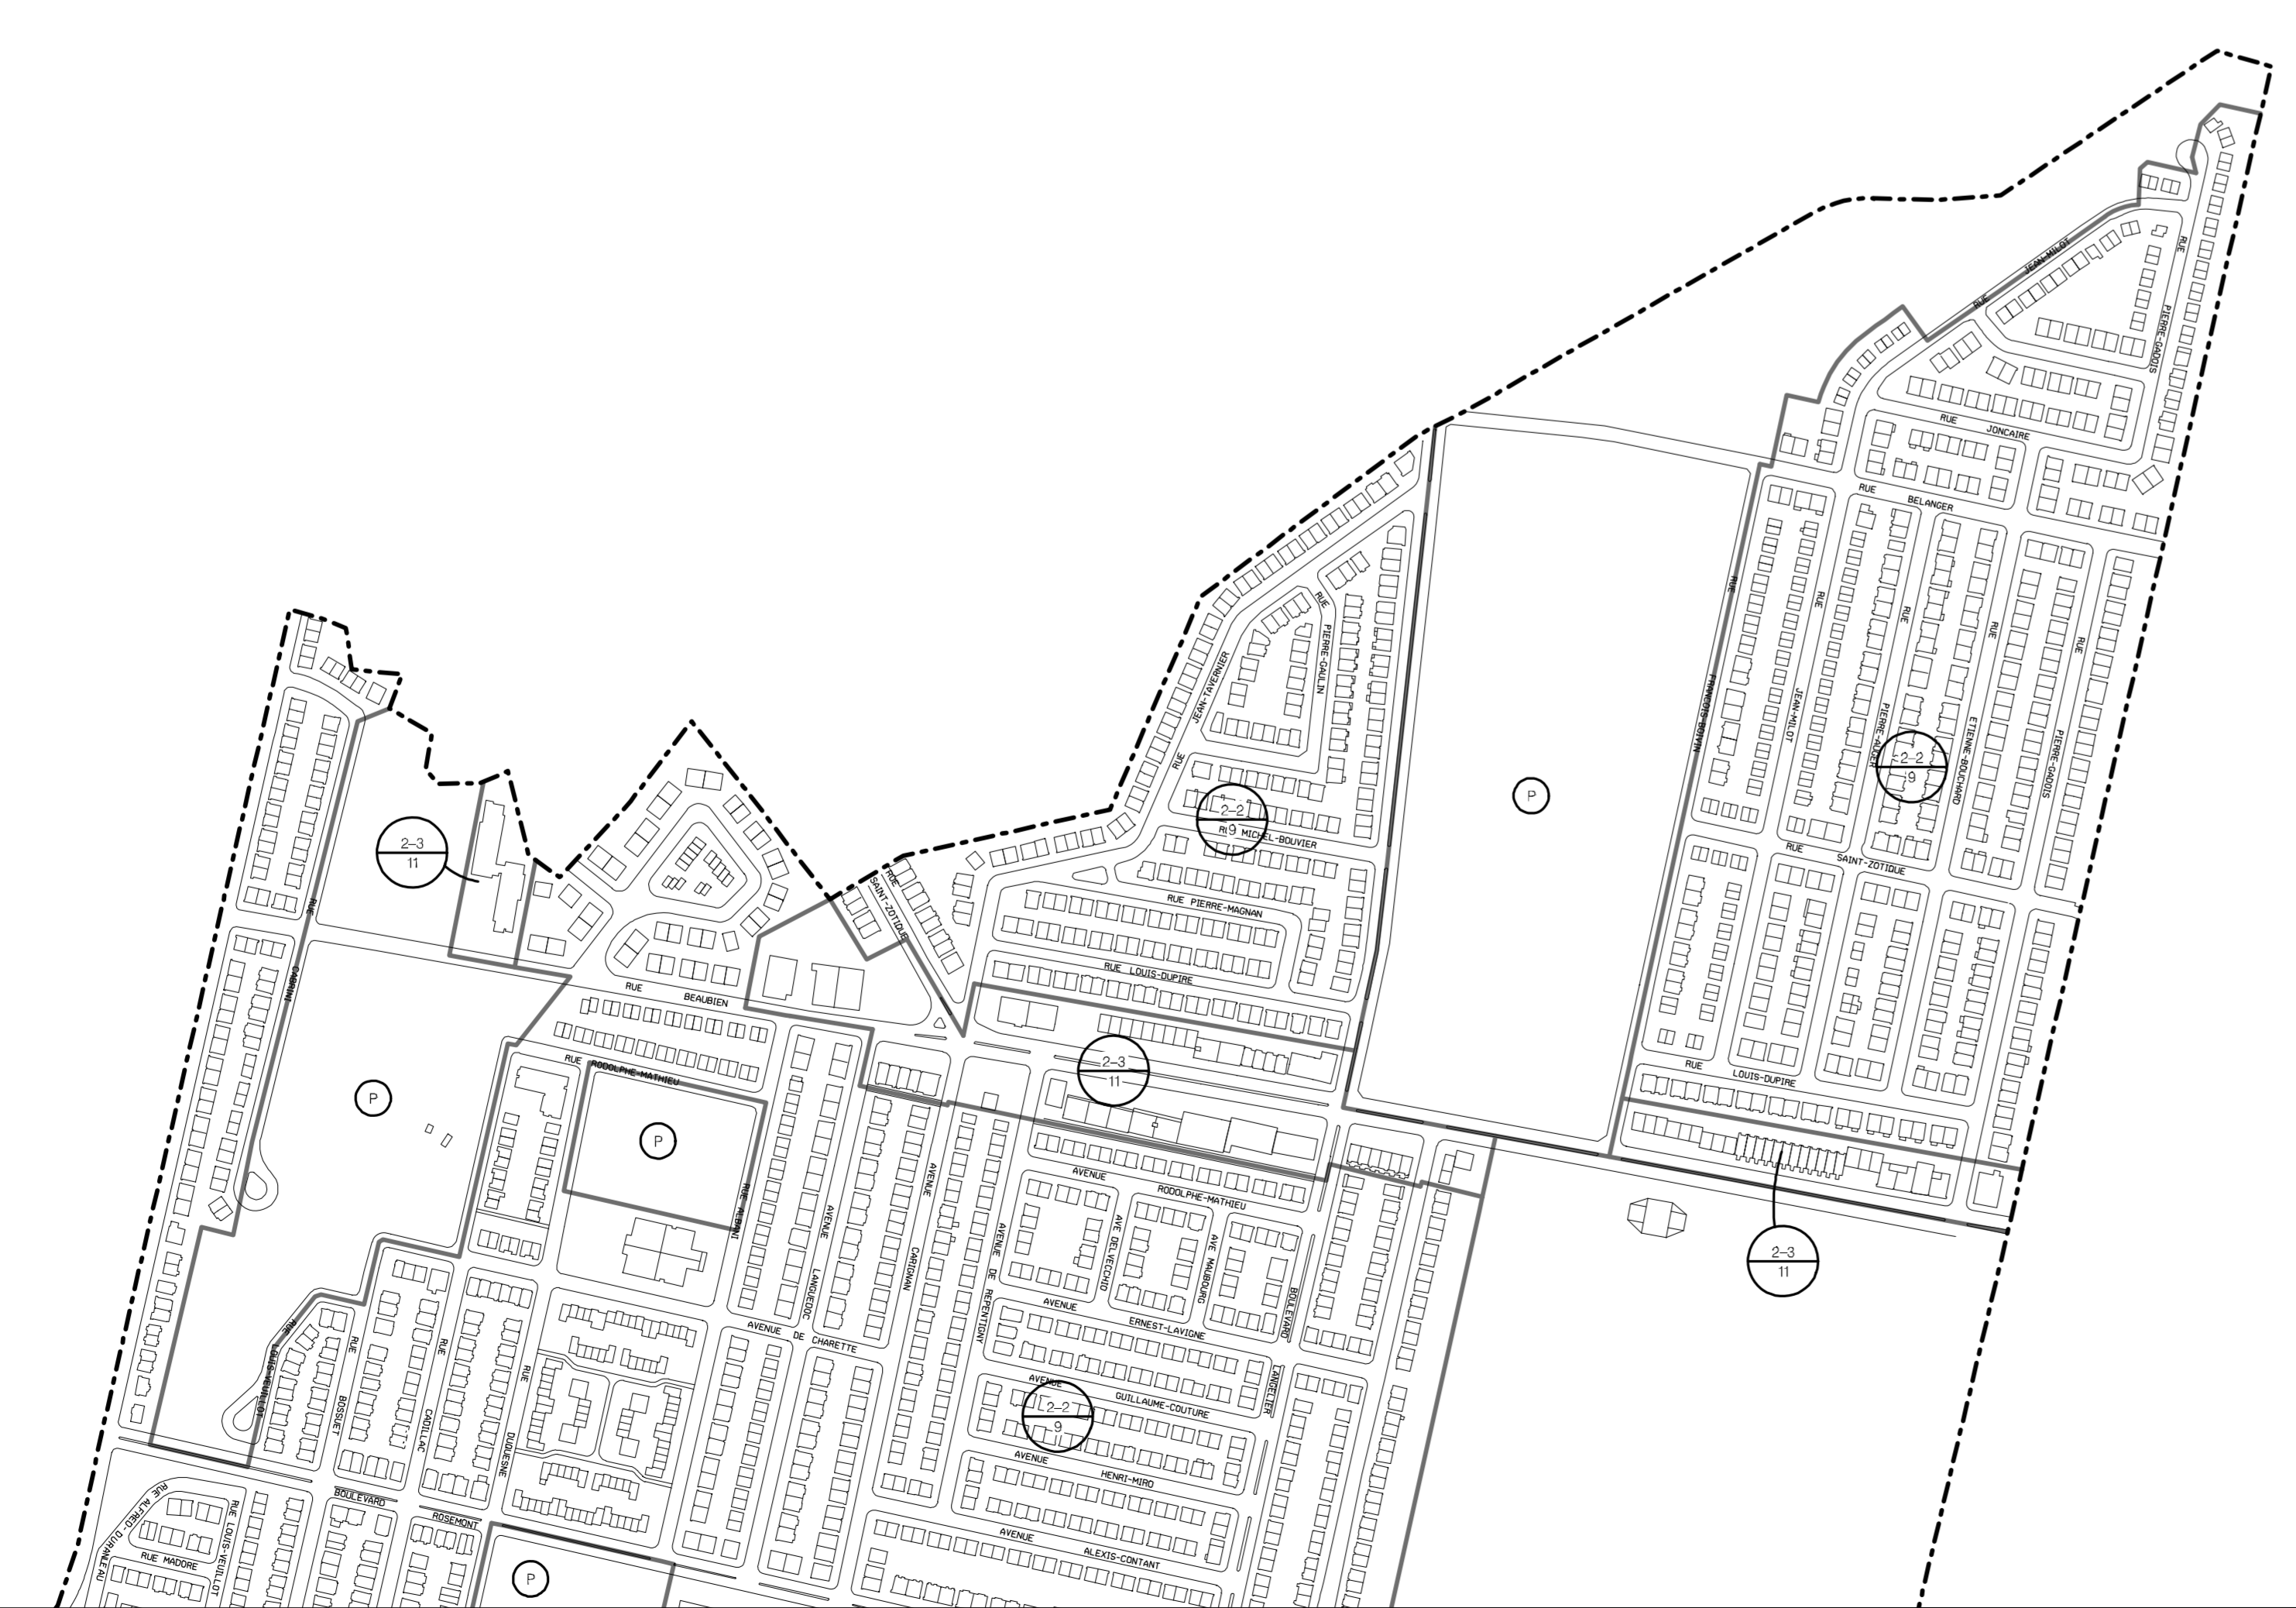 RUE
JEAN-MILOT
RUE
PIERRE-GADOIS
RUE
JONCAIRE
RUE
BELANGER
RUE
FRANCOIS-BOIVIN
RUE
JEAN-MILOT
RUE
PIERRE-AUGER
RUE
ETIENNE-BOUCHARD
RUE
PIERRE-GADOIS
2-2
9
RUE
SAINT-ZOTIQUE
RUE
LOUIS-DUPIRE
2-3
11
P
RUE
PIERRE-GAULIN
RUE
JEAN-TAVERNIER
2-2
9
RUE MICHEL-BOUVIER
RUE PIERRE-MAGNAN
RUE LOUIS-DUPIRE
RUE
SAINT-ZOTIQUE
2-3
11
2-3
11
RUE
CABRINI
RUE
BEAUBIEN
RUE
RODOLPHE-MATHIEU
P
P
RUE ALBANI
AVENUE
LANGUEDOC
AVENUE
CARIGNAN
AVENUE DE REPENTIGNY
AVENUE
RODOLPHE-MATHIEU
AVE DELVECCHIO
AVE MAUBOURG
BOULEVARD
LANGELIER
AVENUE
ERNEST-LAVIGNE
AVENUE DE CHARETTE
AVENUE
GUILLAUME-COUTURE
2-2
9
AVENUE
HENRI-MIRO
AVENUE
ALEXIS-CONTANT
RUE
LOUIS-VEUILLOT
RUE
BOSSUET
RUE
CADILLAC
RUE
DUQUESNE
BOULEVARD
ROSEMONT
RUE ALFRED-DURANLEAU
RUE LOUIS-VEUILLOT
RUE MADORE
P